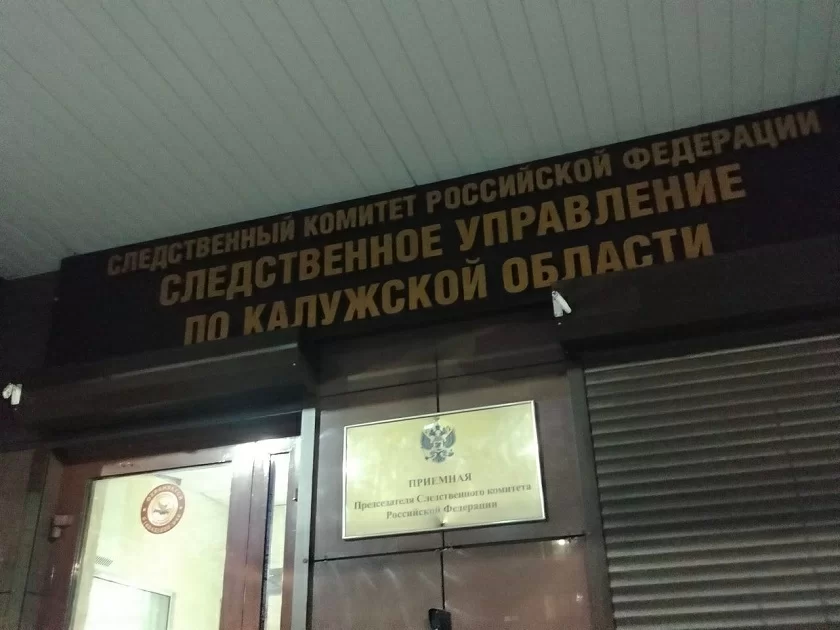 СЛЕДСТВЕННЫЙ КОМИТЕТ РОССИЙСКОЙ ФЕДЕРАЦИИ
СЛЕДСТВЕННОЕ УПРАВЛЕНИЕ
ПО КАЛУЖСКОЙ ОБЛАСТИ
ПРИЕМНАЯ
Председателя Следственного комитета
Российской Федерации